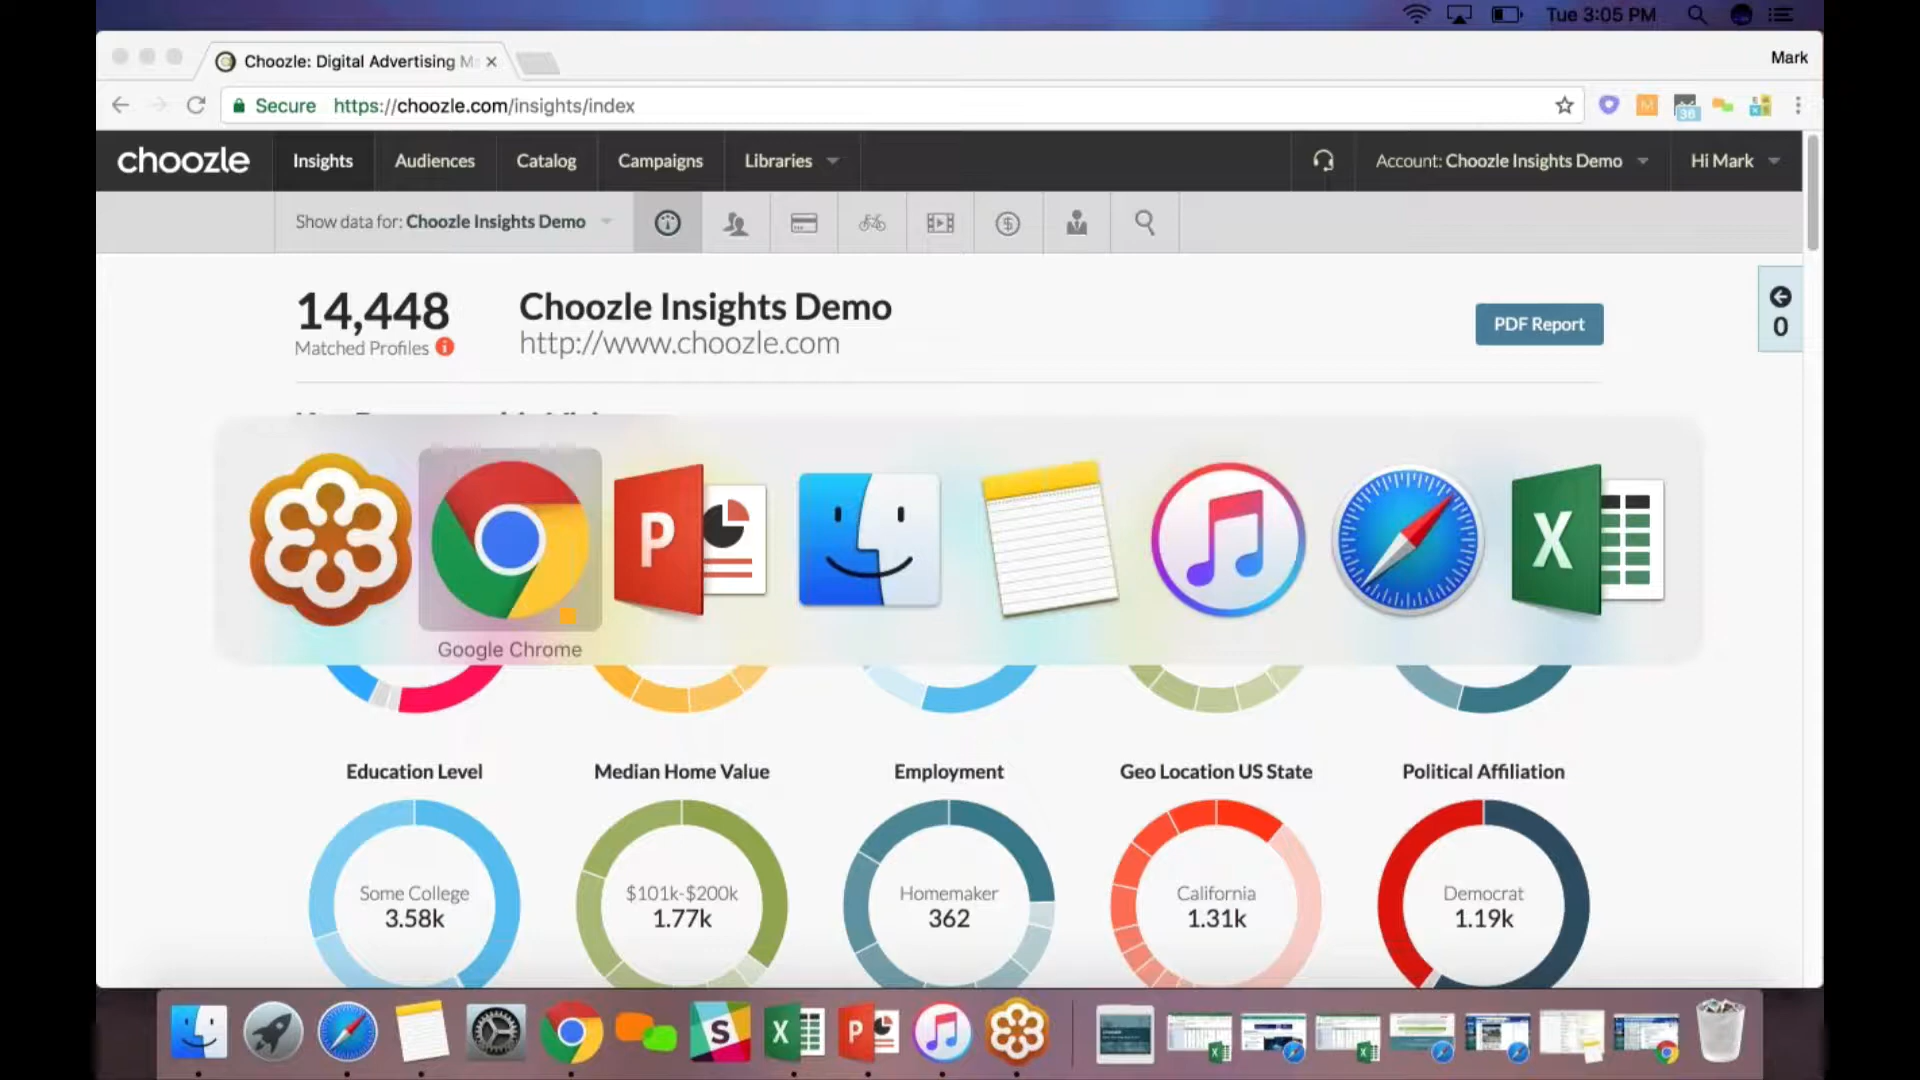 Tue 3:05 PM
Choozle: Digital Advertising M
Mark
Secure https://choozle.com/insights/index
36
choozle Insights Audiences Catalog Campaigns Libraries Account: Choozle Insights Demo Hi Mark
Show data for: Choozle Insights Demo
14,448 Choozle Insights Demo
Matched Profiles http://www.choozle.com
PDF Report
0
P
X
Google Chrome
Education Level Median Home Value Employment Geo Location US State Political Affiliation
Some College $101k-$200k Homemaker California Democrat
3.58k 1.77k 362 1.31k 1.19k
S X P